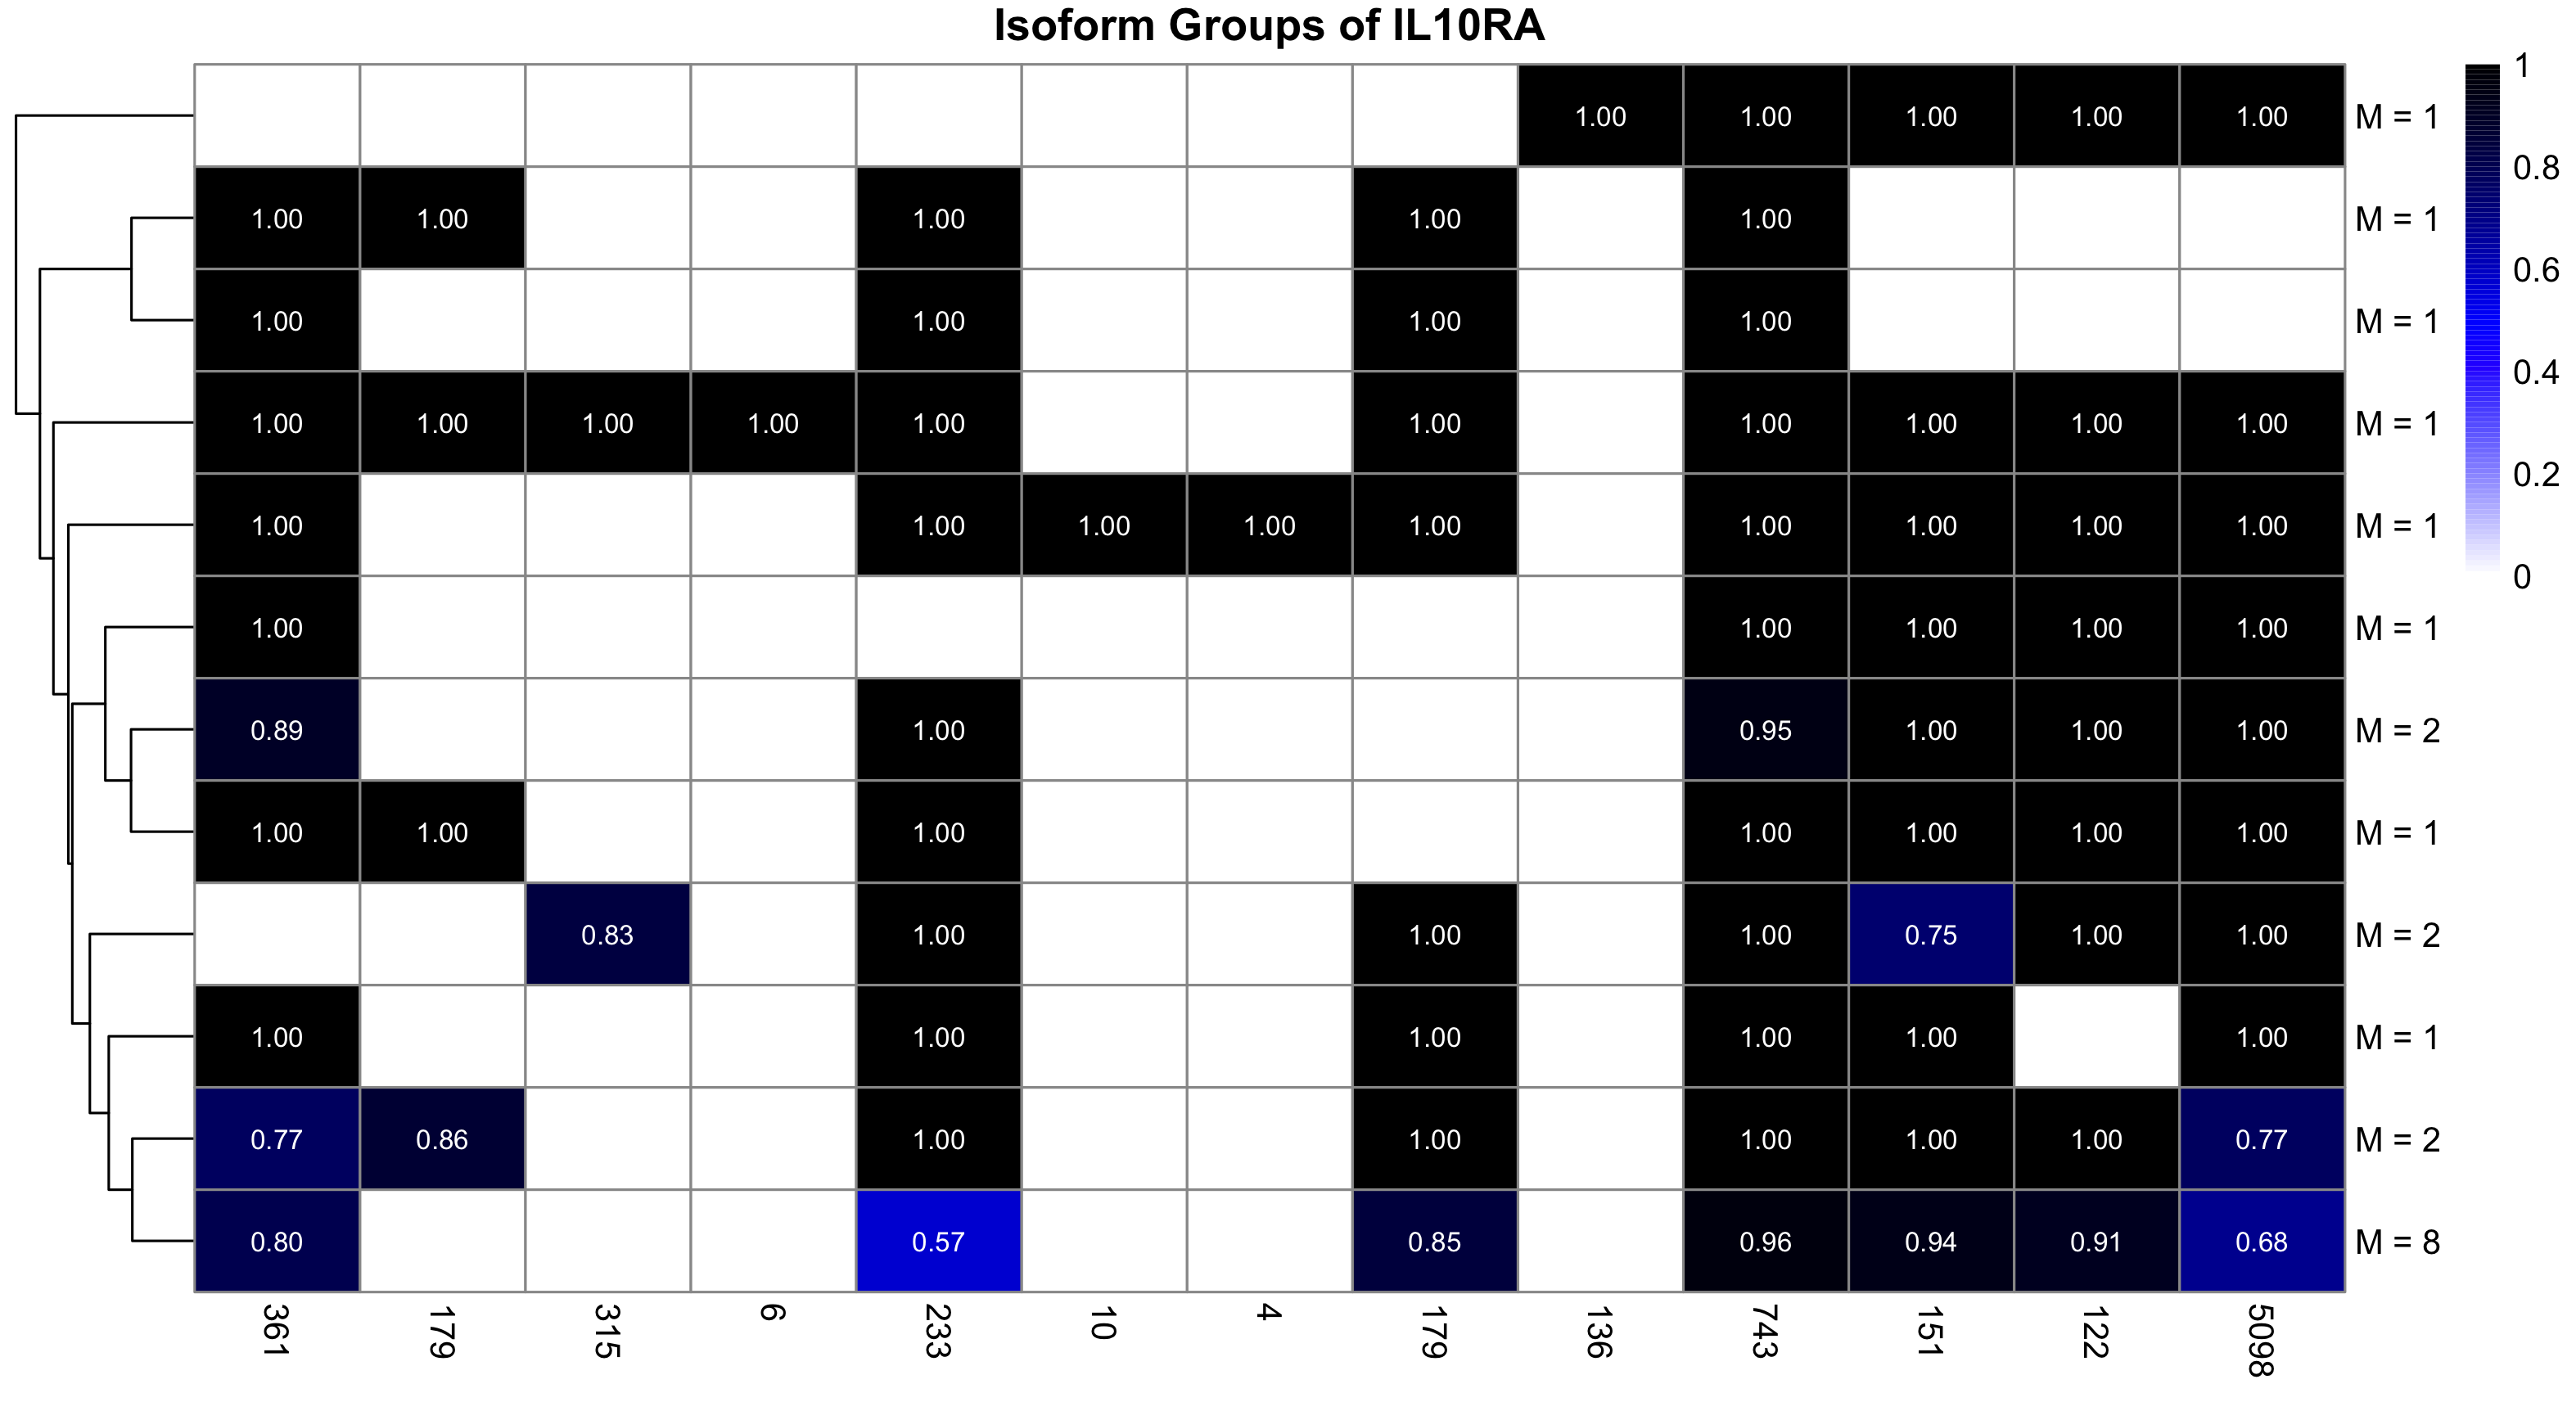 Isoform Groups of IL10RA
1.00 1.00 1.00 1.00 1.00 M = 1
1.00 1.00 1.00 1.00 1.00 M = 1
1.00 1.00 1.00 1.00 M = 1
1.00 1.00 1.00 1.00 1.00 1.00 1.00 1.00 1.00 1.00 M = 1
1.00 1.00 1.00 1.00 1.00 1.00 1.00 1.00 1.00 M = 1
1.00 1.00 1.00 1.00 1.00 M = 1
0.89 1.00 0.95 1.00 1.00 1.00 M = 2
1.00 1.00 1.00 1.00 1.00 1.00 1.00 M = 1
0.83 1.00 1.00 1.00 0.75 1.00 1.00 M = 2
1.00 1.00 1.00 1.00 1.00 1.00 M = 1
0.77 0.86 1.00 1.00 1.00 1.00 1.00 0.77 M = 2
0.80 0.57 0.85 0.96 0.94 0.91 0.68 M = 8
361 179 315 6 233 10 4 179 136 743 151 122 5098
1
0.8
0.6
0.4
0.2
0